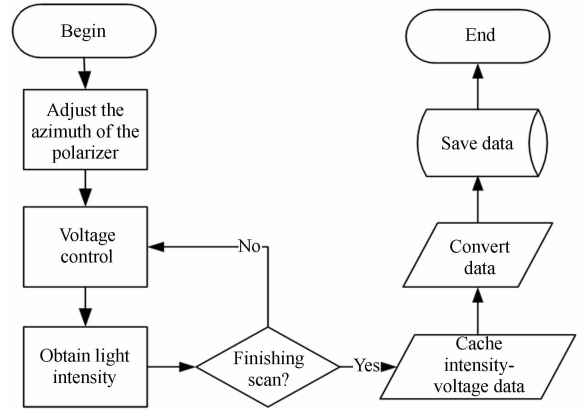 Begin
Adjust the
azimuth of the
polarizer
Voltage
control
Obtain light
intensity
Finishing
scan?
No
Yes
Cache
intensity-
voltage data
Convert
data
Save data
End